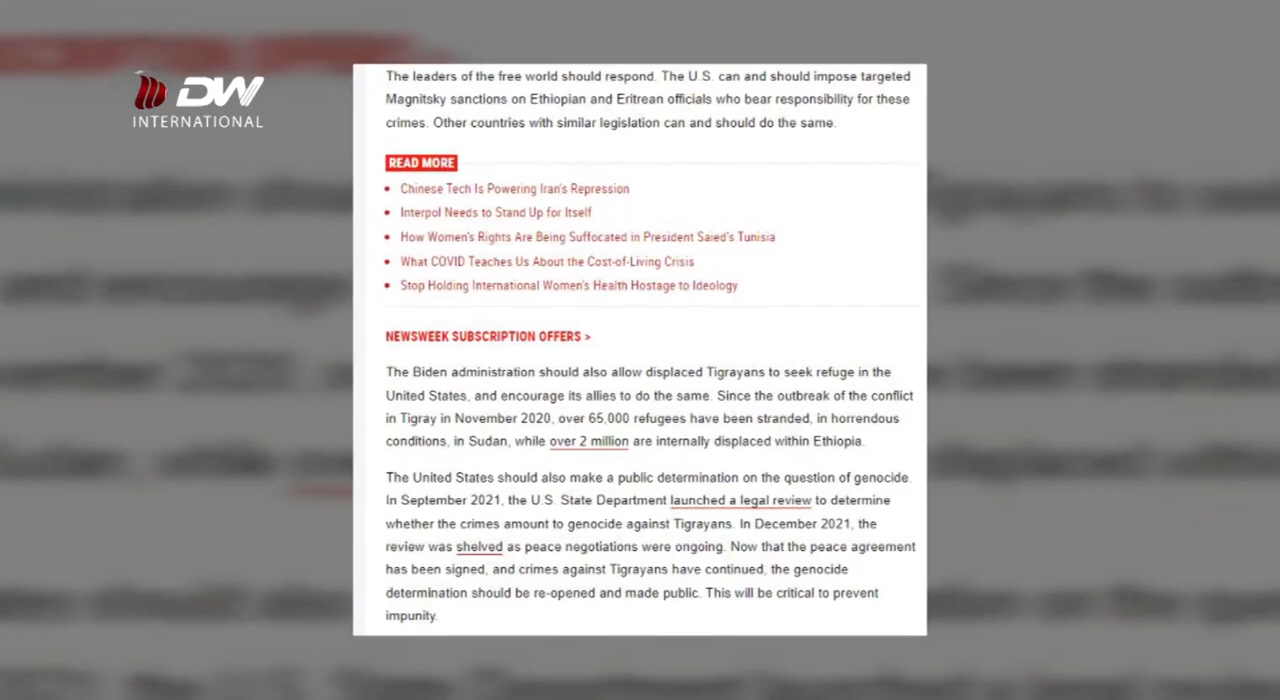 DW
INTERNATIONAL
The leaders of the free world should respond. The U.S. can and should impose targeted
Magnitsky sanctions on Ethiopian and Eritrean officials who bear responsibility for these
crimes. Other countries with similar legislation can and should do the same.
READ MORE
• Chinese Tech Is Powering Iran's Repression
• Interpol Needs to Stand Up for Itself
• How Women's Rights Are Being Suffocated in President Saied's Tunisia
• What COVID Teaches Us About the Cost-of-Living Crisis
• Stop Holding International Women's Health Hostage to Ideology
NEWSWEEK SUBSCRIPTION OFFERS >
The Biden administration should also allow displaced Tigrayans to seek refuge in the
United States, and encourage its allies to do the same. Since the outbreak of the conflict
in Tigray in November 2020, over 65,000 refugees have been stranded, in horrendous
conditions, in Sudan, while over 2 million are internally displaced within Ethiopia.
The United States should also make a public determination on the question of genocide.
In September 2021, the U.S. State Department launched a legal review to determine
whether the crimes amount to genocide against Tigrayans. In December 2021, the
review was shelved as peace negotiations were ongoing. Now that the peace agreement
has been signed, and crimes against Tigrayans have continued, the genocide
determination should be re-opened and made public. This will be critical to prevent
impunity.